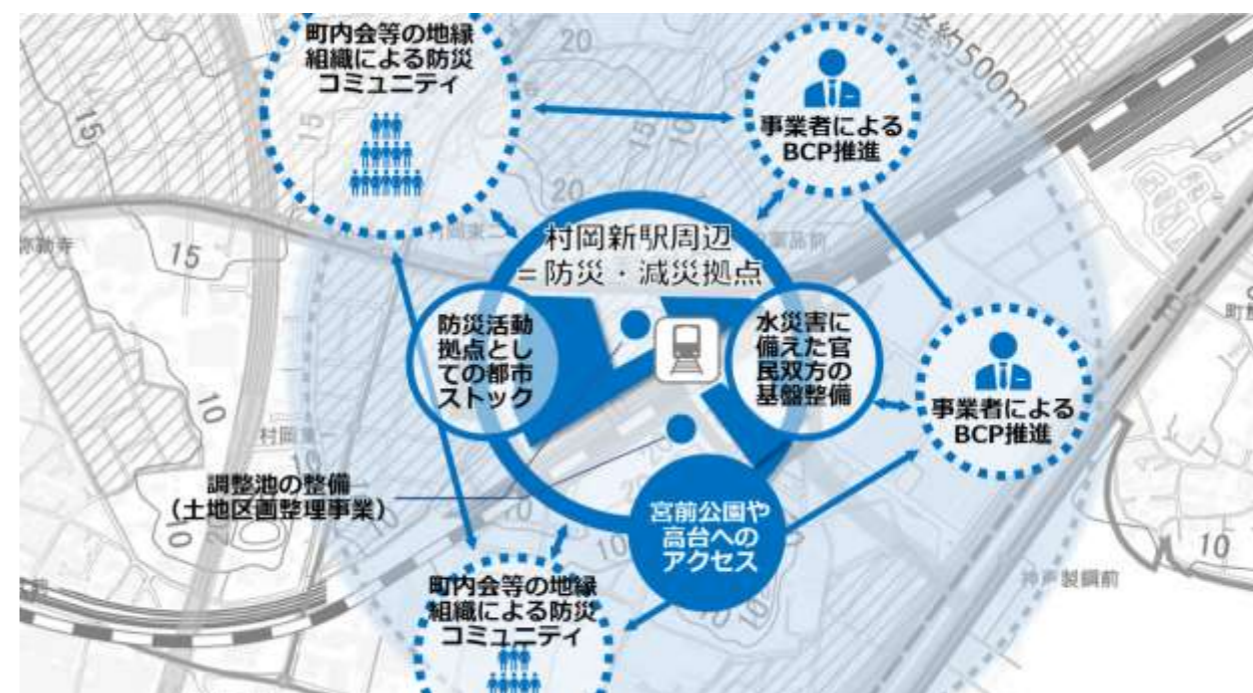 町内会等の地縁
組織による防災
コミュニティ
径約500m
事業者による
BCP推進
20
15
15
20
15
村岡新駅周辺
=防災・減災拠点
防災活動
拠点とし
ての都市
ストック
水災害に
備えた官
民双方の
基盤整備
事業者による
BCP推進
10
10
村岡東
調整池の整備
(土地区画整理事業)
10
10
10
宮前公園や
高台への
アクセス
10
10
神戸製鋼前
町内会等の地縁
組織による防災
コミュニティ